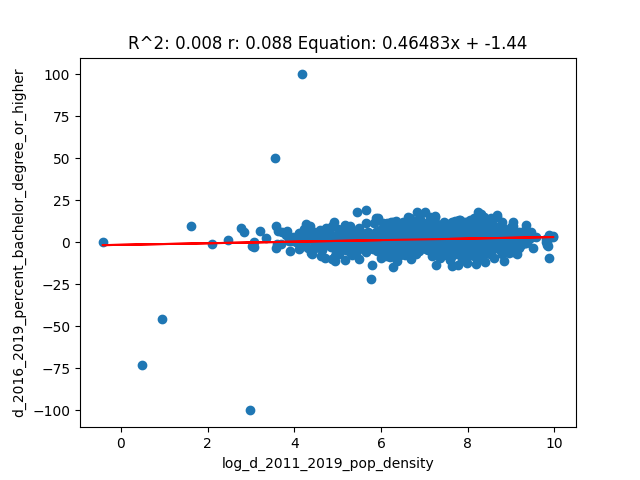 R^2: 0.008 r: 0.088 Equation: 0.46483x + -1.44
d_2016_2019_percent_bachelor_degree_or_higher
100
75
50
25
0
−25
−50
−75
−100
0 2 4 6 8 10
log_d_2011_2019_pop_density